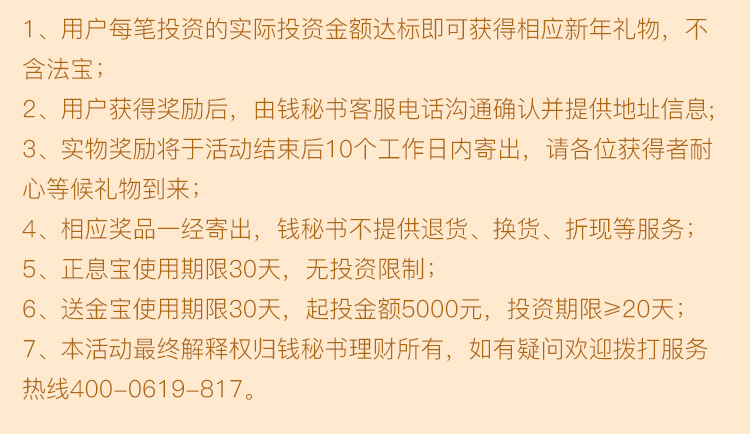 1、用户每笔投资的实际投资金额达标即可获得相应新年礼物，不
含法宝；
2、用户获得奖励后，由钱秘书客服电话沟通确认并提供地址信息；
3、实物奖励将于活动结束后10个工作日内寄出，请各位获得者耐
心等候礼物到来；
4、相应奖品一经寄出，钱秘书不提供退货、换货、折现等服务；
5、正息宝使用期限30天，无投资限制；
6、送金宝使用期限30天，起投金额5000元，投资期限≥20天；
7、本活动最终解释权归钱秘书理财所有，如有疑问欢迎拨打服务
热线400-0619-817。